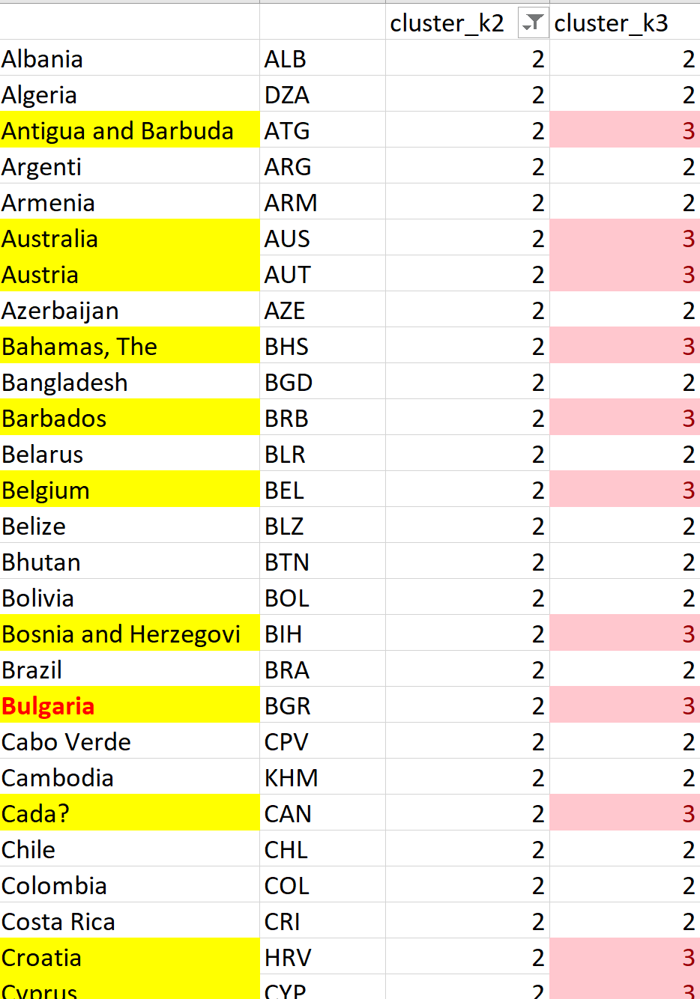 cluster_k2 cluster_k3
Albania ALB 2 2
Algeria DZA 2 2
Antigua and Barbuda ATG 2 3
Argenti ARG 2 2
Armenia ARM 2 2
Australia AUS 2 3
Austria AUT 2 3
Azerbaijan AZE 2 2
Bahamas, The BHS 2 3
Bangladesh BGD 2 2
Barbados BRB 2 3
Belarus BLR 2 2
Belgium BEL 2 3
Belize BLZ 2 2
Bhutan BTN 2 2
Bolivia BOL 2 2
Bosnia and Herzegovi BIH 2 3
Brazil BRA 2 2
Bulgaria BGR 2 3
Cabo Verde CPV 2 2
Cambodia KHM 2 2
Cada? CAN 2 3
Chile CHL 2 2
Colombia COL 2 2
Costa Rica CRI 2 2
Croatia HRV 2 3
Cyprus CYP 2 3